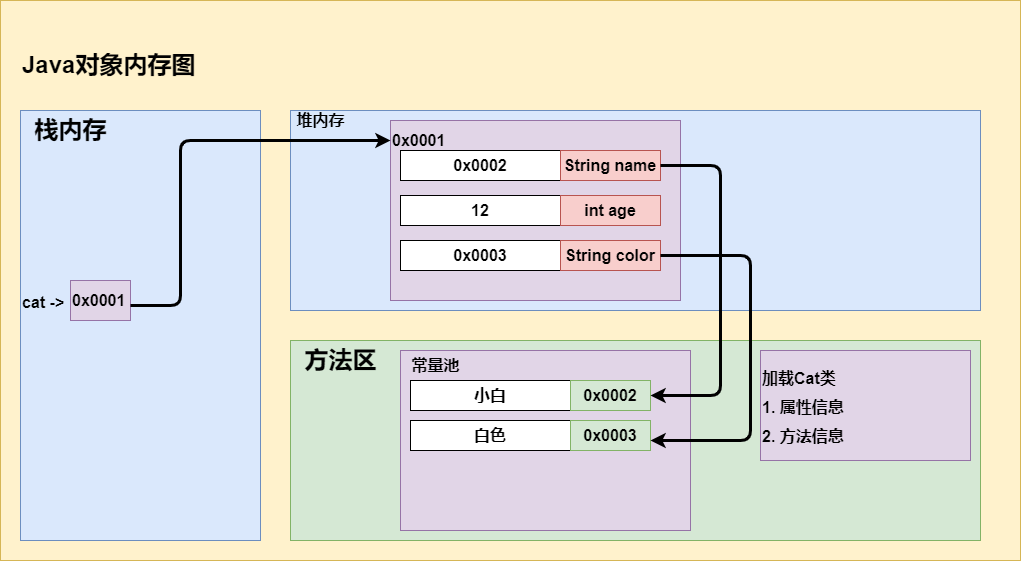 Java对象内存图
栈内存
cat -> 0x0001
堆内存
0x0001
0x0002 String name
12 int age
0x0003 String color
方法区
常量池
小白 0x0002
白色 0x0003
加载Cat类
1. 属性信息
2. 方法信息